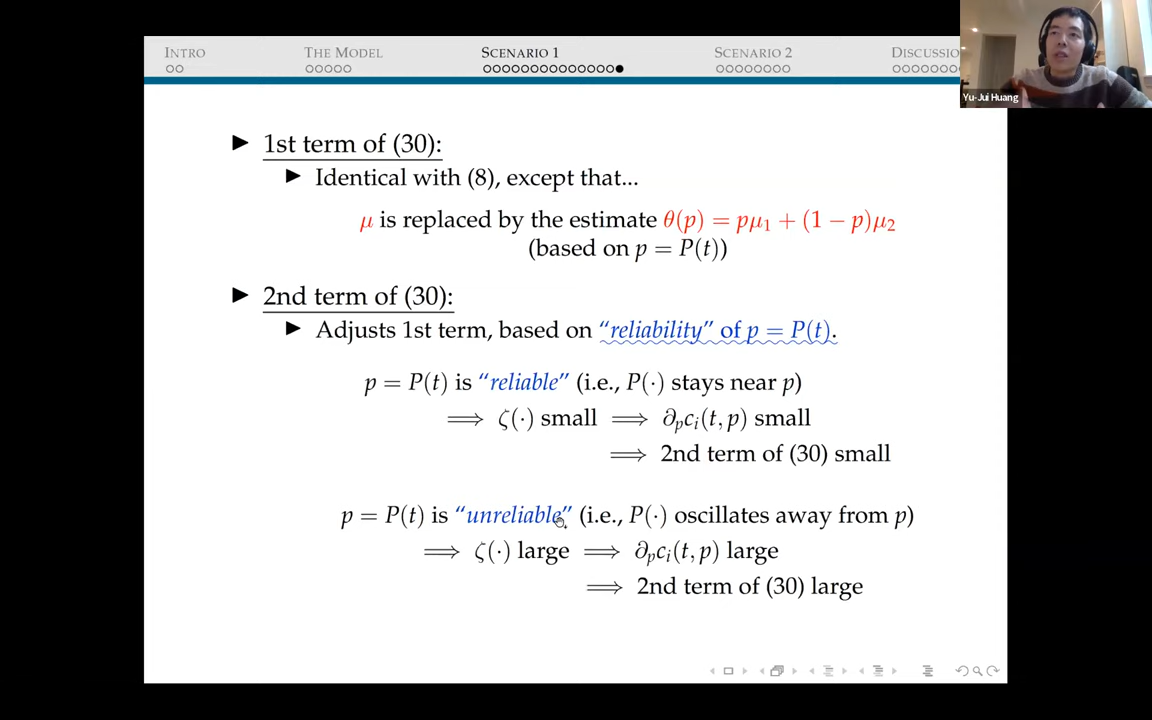 INTRO THE MODEL SCENARIO 1 SCENARIO 2 DISCUSSIO
Yu-Jui Huang
▶ 1st term of (30):
▶ Identical with (8), except that...
μ is replaced by the estimate θ(p) = pμ₁ + (1 − p)μ₂
(based on p = P(t))
▶ 2nd term of (30):
▶ Adjusts 1st term, based on “reliability” of p = P(t).
p = P(t) is “reliable” (i.e., P(·) stays near p)
⟹ ζ(·) small ⟹ ∂ₚcᵢ(t, p) small
⟹ 2nd term of (30) small
p = P(t) is “unreliable” (i.e., P(·) oscillates away from p)
⟹ ζ(·) large ⟹ ∂ₚcᵢ(t, p) large
⟹ 2nd term of (30) large